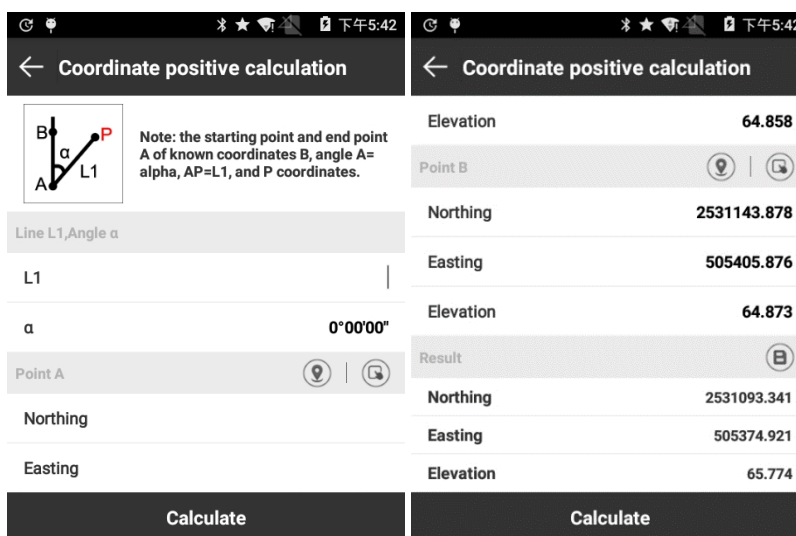 下午5:42
Coordinate positive calculation
B
P
α
L1
A
Note: the starting point and end point
A of known coordinates B, angle A=
alpha, AP=L1, and P coordinates.
Line L1,Angle α
L1
α 0°00'00"
Point A
Northing
Easting
Calculate
下午5:42
Coordinate positive calculation
Elevation 64.858
Point B
Northing 2531143.878
Easting 505405.876
Elevation 64.873
Result
Northing 2531093.341
Easting 505374.921
Elevation 65.774
Calculate